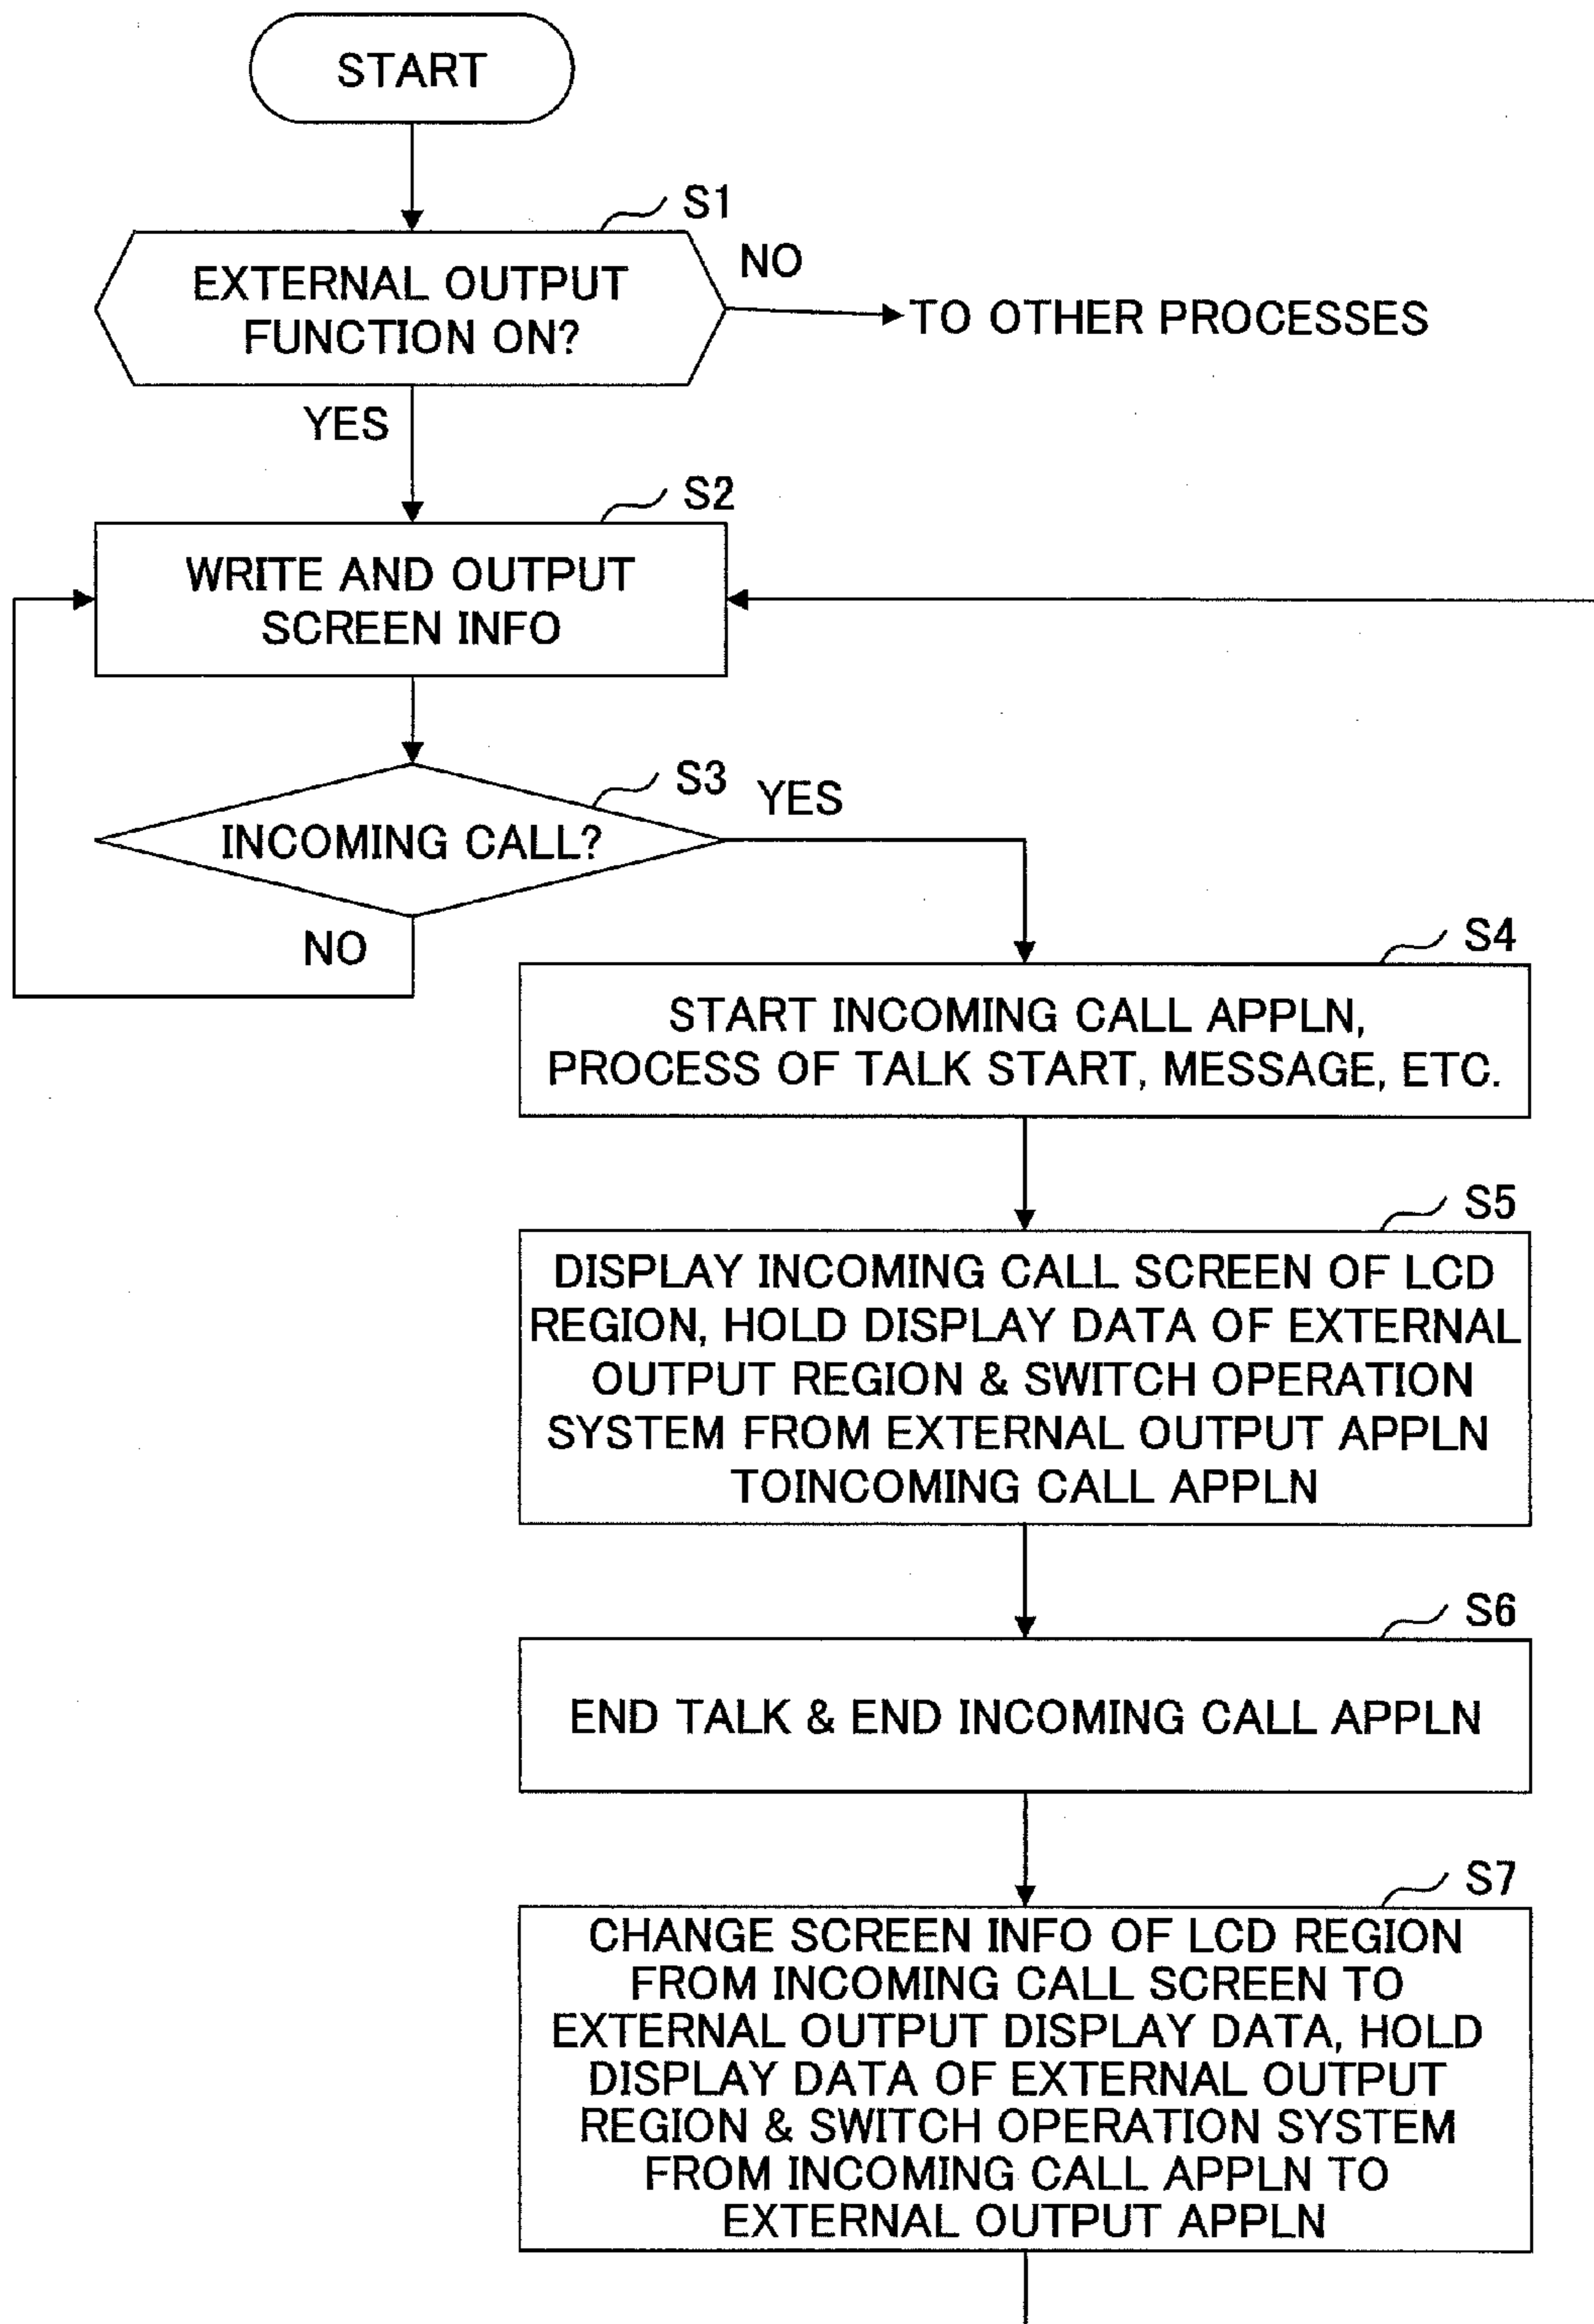 START
S1
EXTERNAL OUTPUT
FUNCTION ON?
NO
TO OTHER PROCESSES
YES
S2
WRITE AND OUTPUT
SCREEN INFO
S3
YES
INCOMING CALL?
NO
S4
START INCOMING CALL APPLN,
PROCESS OF TALK START, MESSAGE, ETC.
S5
DISPLAY INCOMING CALL SCREEN OF LCD
REGION, HOLD DISPLAY DATA OF EXTERNAL
OUTPUT REGION & SWITCH OPERATION
SYSTEM FROM EXTERNAL OUTPUT APPLN
TOINCOMING CALL APPLN
S6
END TALK & END INCOMING CALL APPLN
S7
CHANGE SCREEN INFO OF LCD REGION
FROM INCOMING CALL SCREEN TO
EXTERNAL OUTPUT DISPLAY DATA, HOLD
DISPLAY DATA OF EXTERNAL OUTPUT
REGION & SWITCH OPERATION SYSTEM
FROM INCOMING CALL APPLN TO
EXTERNAL OUTPUT APPLN